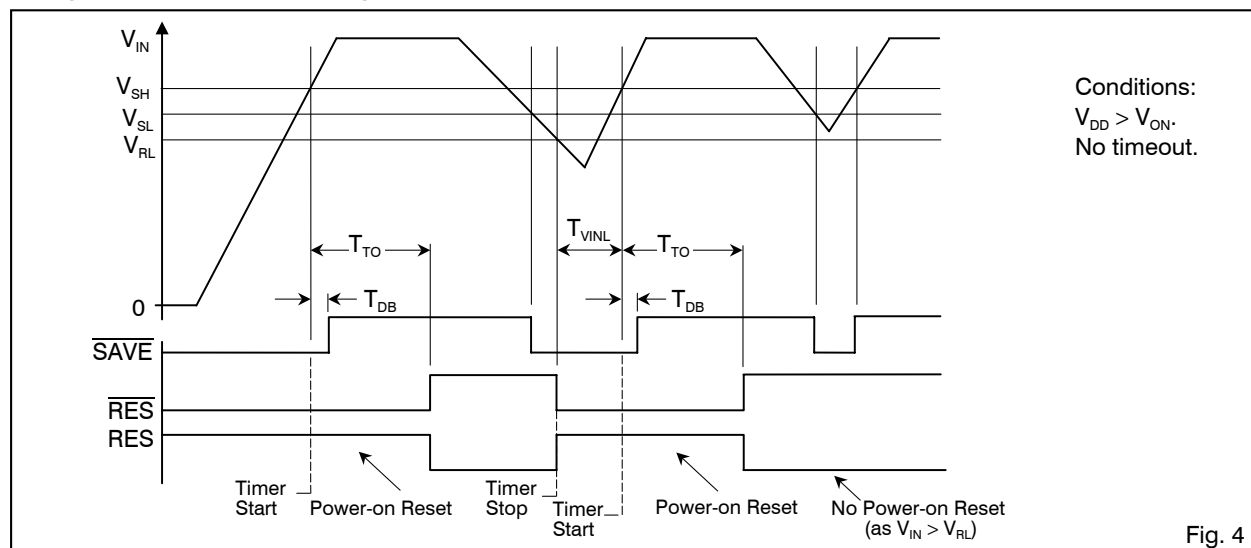 V_IN
V_SH
V_SL
V_RL
Conditions:
V_DD > V_ON.
No timeout.
T_TO
T_VINL
T_TO
0
T_DB
T_DB
SAVE
RES
RES
Timer
Start
Power-on Reset
Timer
Stop
Timer
Start
Power-on Reset
No Power-on Reset
(as V_IN > V_RL)
Fig. 4